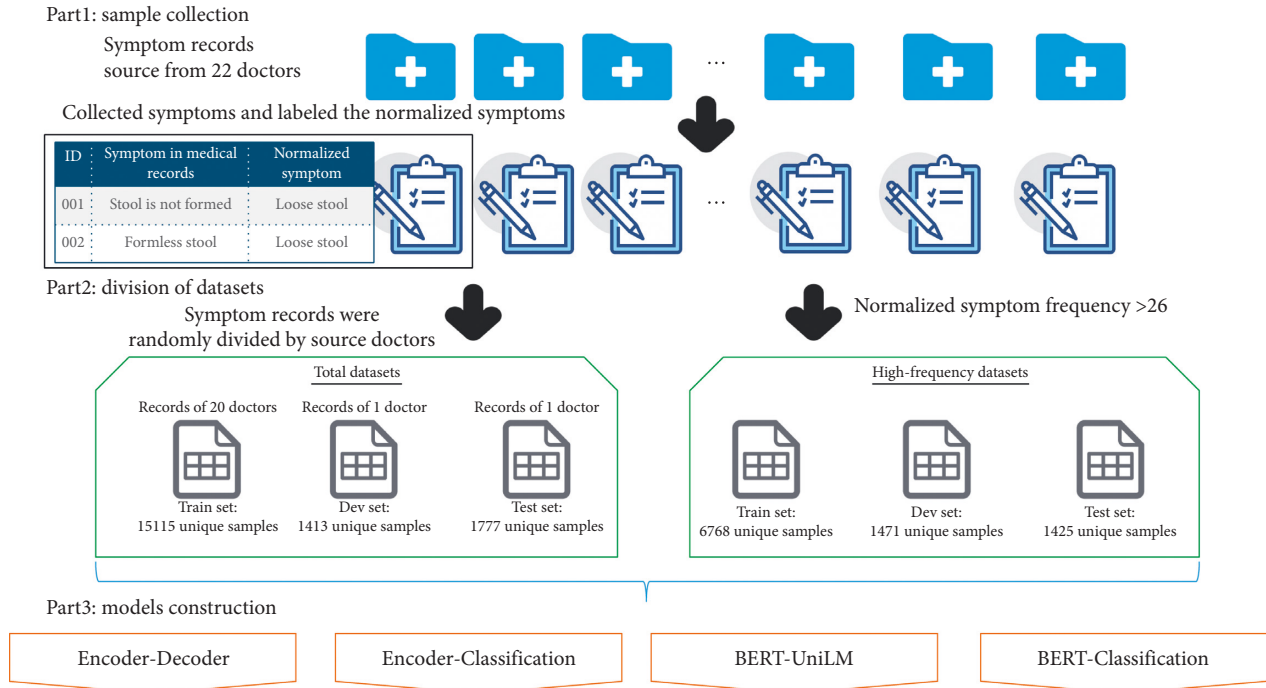 Part1: sample collection
Symptom records
source from 22 doctors
...
Collected symptoms and labeled the normalized symptoms
ID
Symptom in medical
records
Normalized
symptom
001
Stool is not formed
Loose stool
002
Formless stool
Loose stool
...
Part2: division of datasets
Symptom records were
randomly divided by source doctors
Normalized symptom frequency >26
Total datasets
Records of 20 doctors
Records of 1 doctor
Records of 1 doctor
Train set:
15115 unique samples
Dev set:
1413 unique samples
Test set:
1777 unique samples
High-frequency datasets
Train set:
6768 unique samples
Dev set:
1471 unique samples
Test set:
1425 unique samples
Part3: models construction
Encoder-Decoder
Encoder-Classification
BERT-UniLM
BERT-Classification